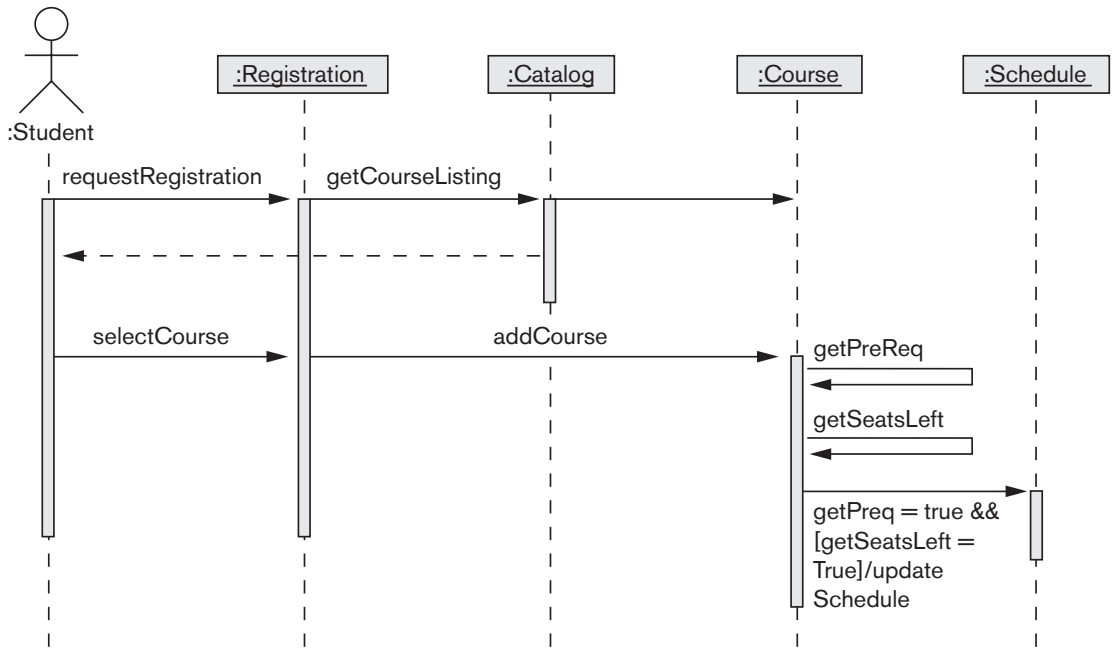 :Registration
:Catalog
:Course
:Schedule
:Student
requestRegistration
getCourseListing
selectCourse
addCourse
getPreReq
getSeatsLeft
getPreq = true &&
[getSeatsLeft =
True]/update
Schedule